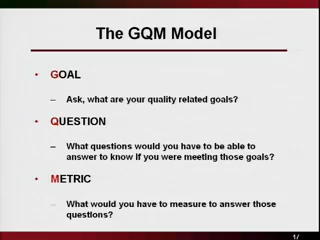 The GQM Model
• GOAL
– Ask, what are your quality related goals?
• QUESTION
– What questions would you have to be able to
answer to know if you were meeting those goals?
• METRIC
– What would you have to measure to answer those
questions?
17